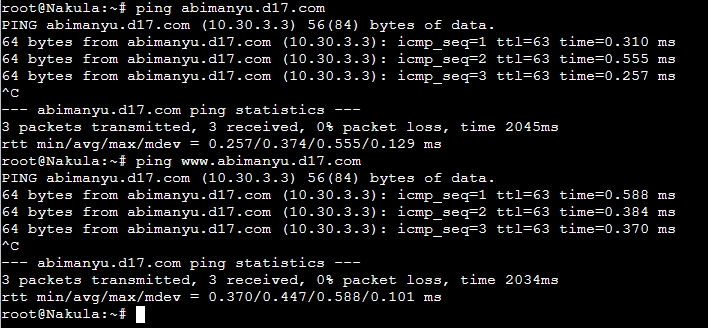 root@Nakula:~# ping abimanyu.d17.com
PING abimanyu.d17.com (10.30.3.3) 56(84) bytes of data.
64 bytes from abimanyu.d17.com (10.30.3.3): icmp_seq=1 ttl=63 time=0.310 ms
64 bytes from abimanyu.d17.com (10.30.3.3): icmp_seq=2 ttl=63 time=0.555 ms
64 bytes from abimanyu.d17.com (10.30.3.3): icmp_seq=3 ttl=63 time=0.257 ms
^C
--- abimanyu.d17.com ping statistics ---
3 packets transmitted, 3 received, 0% packet loss, time 2045ms
rtt min/avg/max/mdev = 0.257/0.374/0.555/0.129 ms
root@Nakula:~# ping www.abimanyu.d17.com
PING abimanyu.d17.com (10.30.3.3) 56(84) bytes of data.
64 bytes from abimanyu.d17.com (10.30.3.3): icmp_seq=1 ttl=63 time=0.588 ms
64 bytes from abimanyu.d17.com (10.30.3.3): icmp_seq=2 ttl=63 time=0.384 ms
64 bytes from abimanyu.d17.com (10.30.3.3): icmp_seq=3 ttl=63 time=0.370 ms
^C
--- abimanyu.d17.com ping statistics ---
3 packets transmitted, 3 received, 0% packet loss, time 2034ms
rtt min/avg/max/mdev = 0.370/0.447/0.588/0.101 ms
root@Nakula:~#